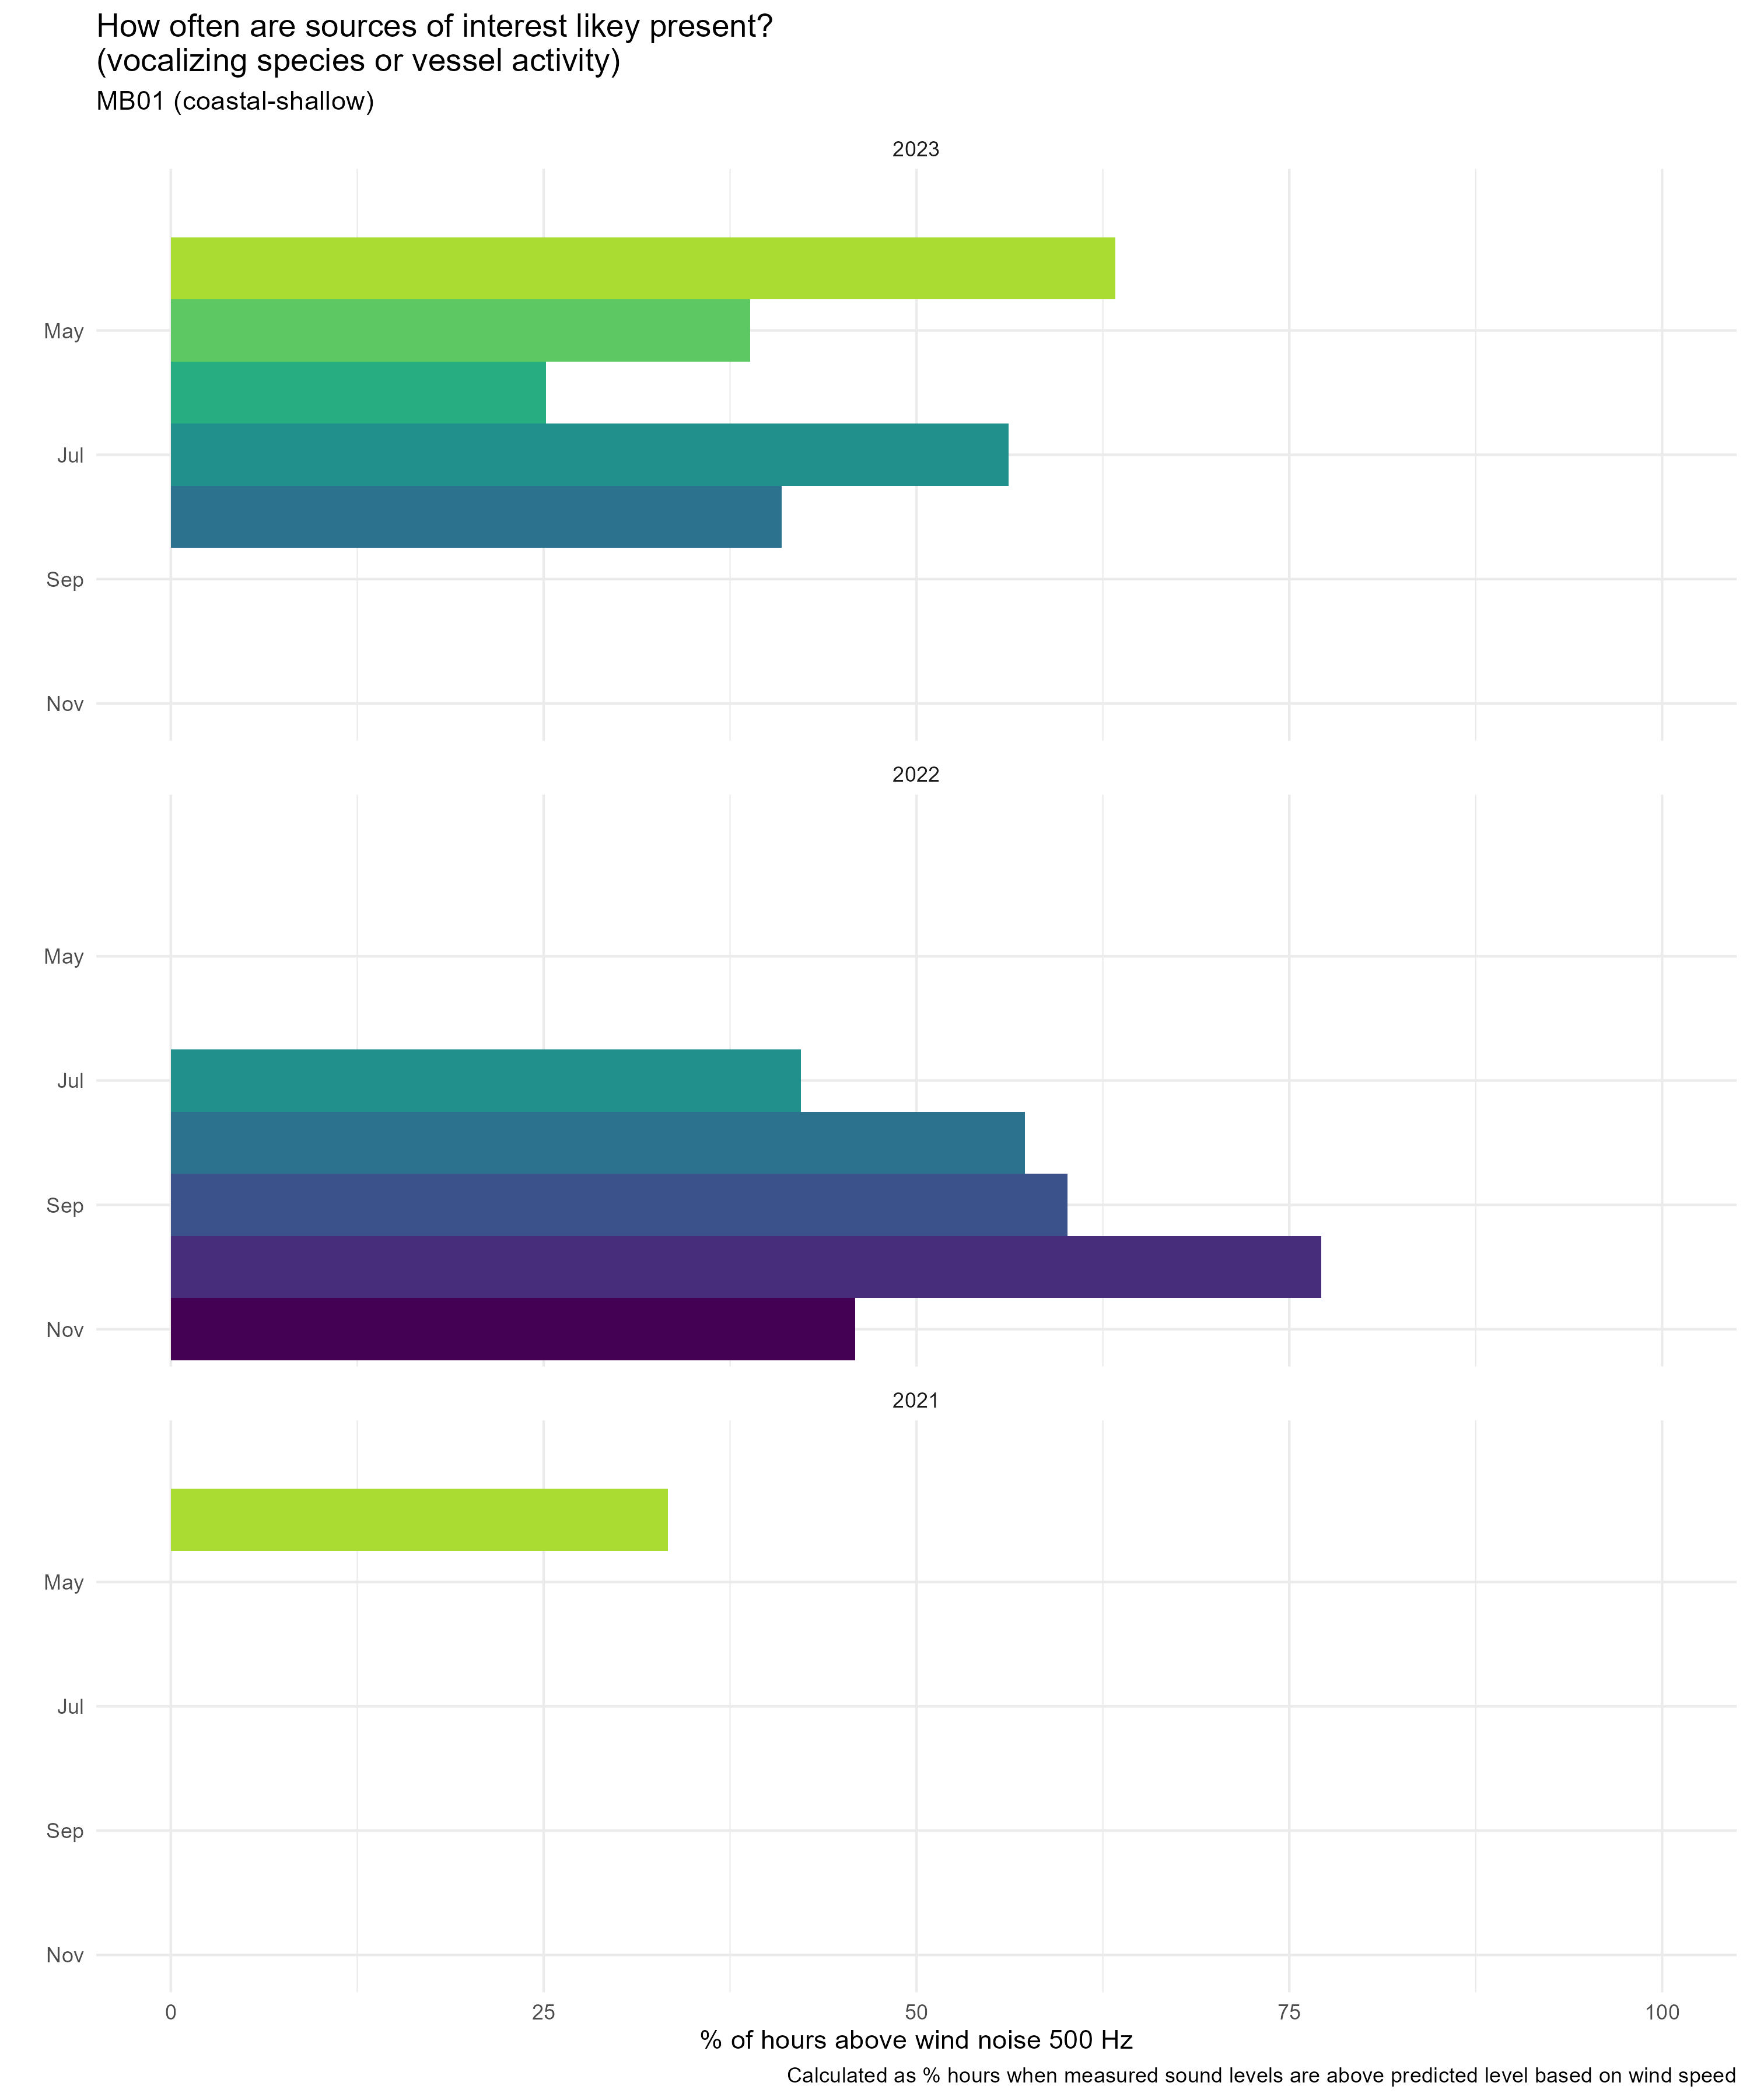 How often are sources of interest likey present?
(vocalizing species or vessel activity)
MB01 (coastal-shallow)
2023
May
Jul
Sep
Nov
2022
May
Jul
Sep
Nov
2021
May
Jul
Sep
Nov
0 25 50 75 100
% of hours above wind noise 500 Hz
Calculated as % hours when measured sound levels are above predicted level based on wind speed